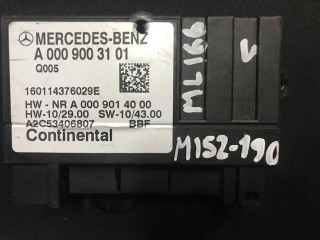 MERCEDES-BENZ
A 000 900 31 01
Q005
160114376029E
HW - NR A 000 901 40 00
HW-10/29.00 SW-10/43.00
A2C53406807 BBF
Continental
ML166
V
M152-190